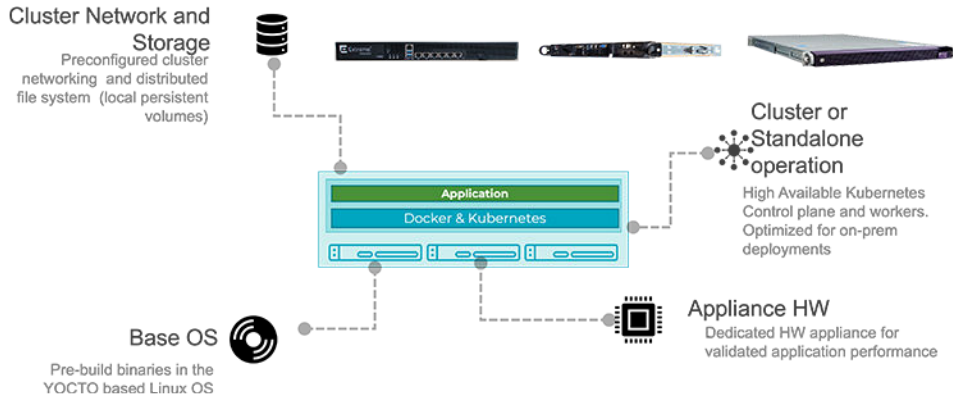 Cluster Network and
Storage
Preconfigured cluster
networking and distributed
file system (local persistent
volumes)
Extreme
Cluster or
Standalone
operation
High Available Kubernetes
Control plane and workers.
Optimized for on-prem
deployments
Application
Docker & Kubernetes
Base OS
Pre-build binaries in the
YOCTO based Linux OS
Appliance HW
Dedicated HW appliance for
validated application performance